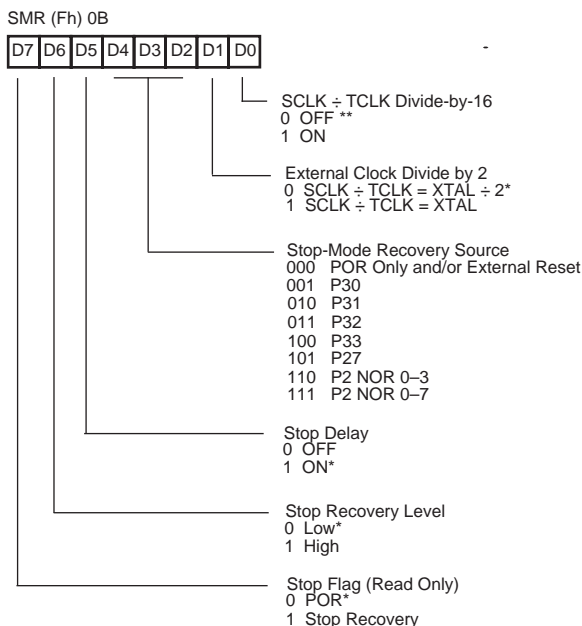 SMR (Fh) 0B
D7 D6 D5 D4 D3 D2 D1 D0
-
SCLK ÷ TCLK Divide-by-16
0 OFF **
1 ON
External Clock Divide by 2
0 SCLK ÷ TCLK = XTAL ÷ 2*
1 SCLK ÷ TCLK = XTAL
Stop-Mode Recovery Source
000 POR Only and/or External Reset
001 P30
010 P31
011 P32
100 P33
101 P27
110 P2 NOR 0–3
111 P2 NOR 0–7
Stop Delay
0 OFF
1 ON*
Stop Recovery Level
0 Low*
1 High
Stop Flag (Read Only)
0 POR*
1 Stop Recovery